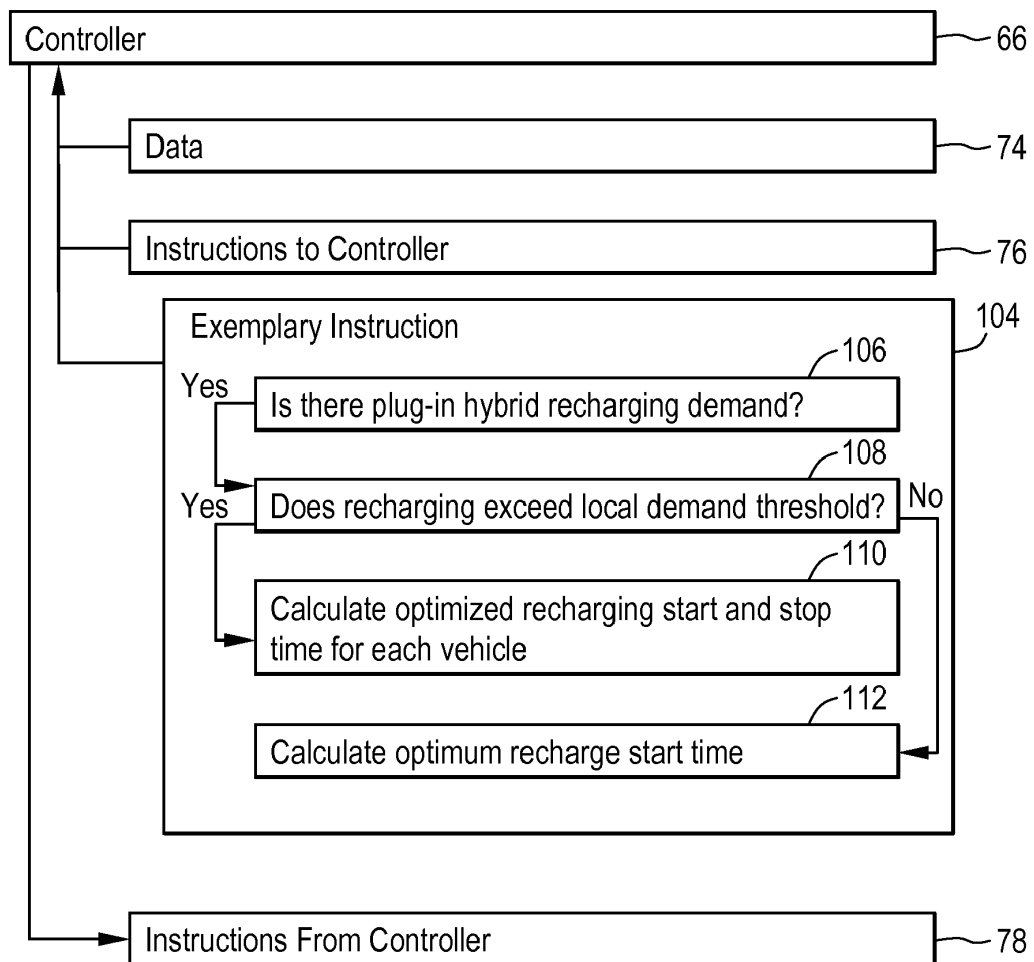 Controller
66
Data
74
Instructions to Controller
76
Exemplary Instruction
104
106
Yes
Is there plug-in hybrid recharging demand?
108
Yes
Does recharging exceed local demand threshold?
No
110
Calculate optimized recharging start and stop
time for each vehicle
112
Calculate optimum recharge start time
Instructions From Controller
78